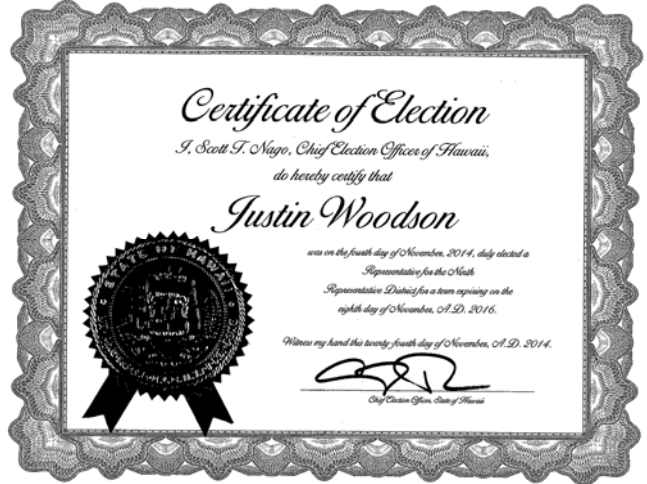 Certificate of Election
I, Scott T. Nago, Chief Election Officer of Hawaii,
do hereby certify that
Justin Woodson
was on the fourth day of November, 2014, duly elected a
Representative for the Ninth
Representative District for a term expiring on the
eighth day of November, A.D. 2016.
Witness my hand this twenty-fourth day of November, A.D. 2014.
Chief Election Officer, State of Hawaii
STATE OF HAWAII